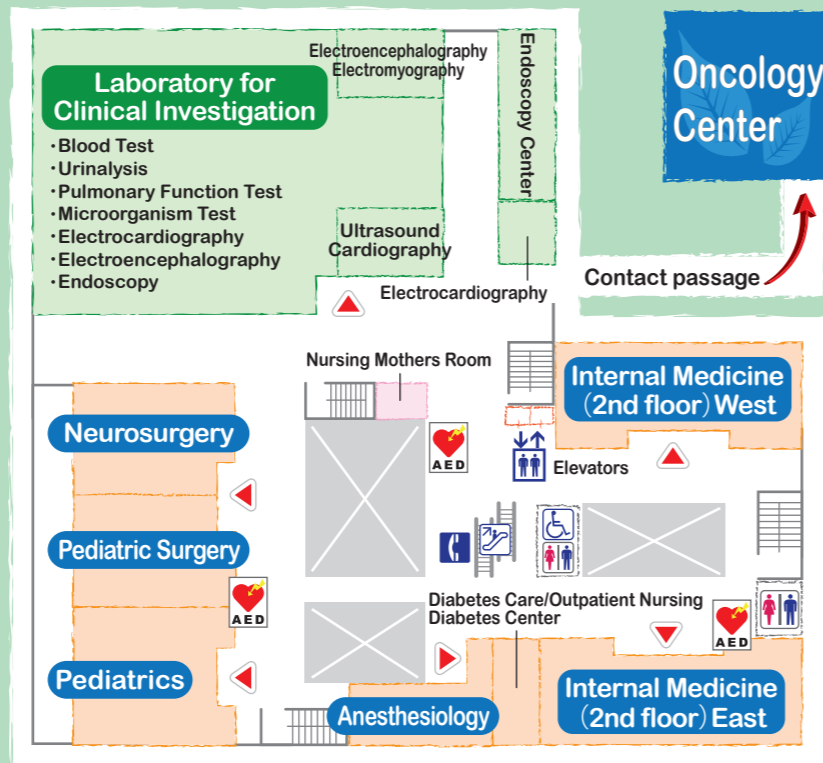 Electroencephalography
Electromyography
Endoscopy Center
Oncology
Center
Laboratory for
Clinical Investigation
・Blood Test
・Urinalysis
・Pulmonary Function Test
・Microorganism Test
・Electrocardiography
・Electroencephalography
・Endoscopy
Ultrasound
Cardiography
Electrocardiography
Contact passage
Nursing Mothers Room
Internal Medicine
(2nd floor) West
Neurosurgery
AED
Elevators
Pediatric Surgery
AED
Diabetes Care/Outpatient Nursing
Diabetes Center
AED
Pediatrics
Anesthesiology
Internal Medicine
(2nd floor) East